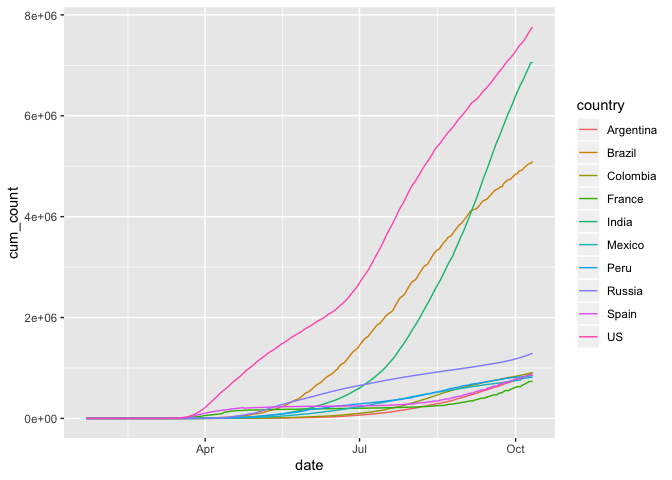 8e+06
6e+06
4e+06
2e+06
0e+00
cum_count
Apr
Jul
Oct
date
country
Argentina
Brazil
Colombia
France
India
Mexico
Peru
Russia
Spain
US